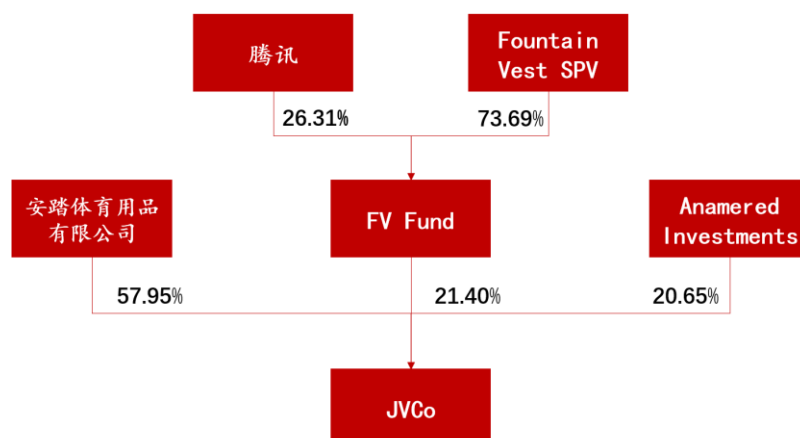 腾讯
Fountain
Vest SPV
26.31%
73.69%
安踏体育用品
有限公司
FV Fund
Anamered
Investments
57.95%
21.40%
20.65%
JVCo